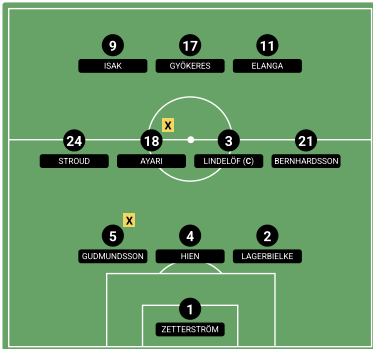 9 17 11
ISAK GYÖKERES ELANGA
X
24 18 3 21
STROUD AYARI LINDELÖF (C) BERNHARDSSON
X
5 4 2
GUDMUNDSSON HIEN LAGERBIELKE
1
ZETTERSTRÖM